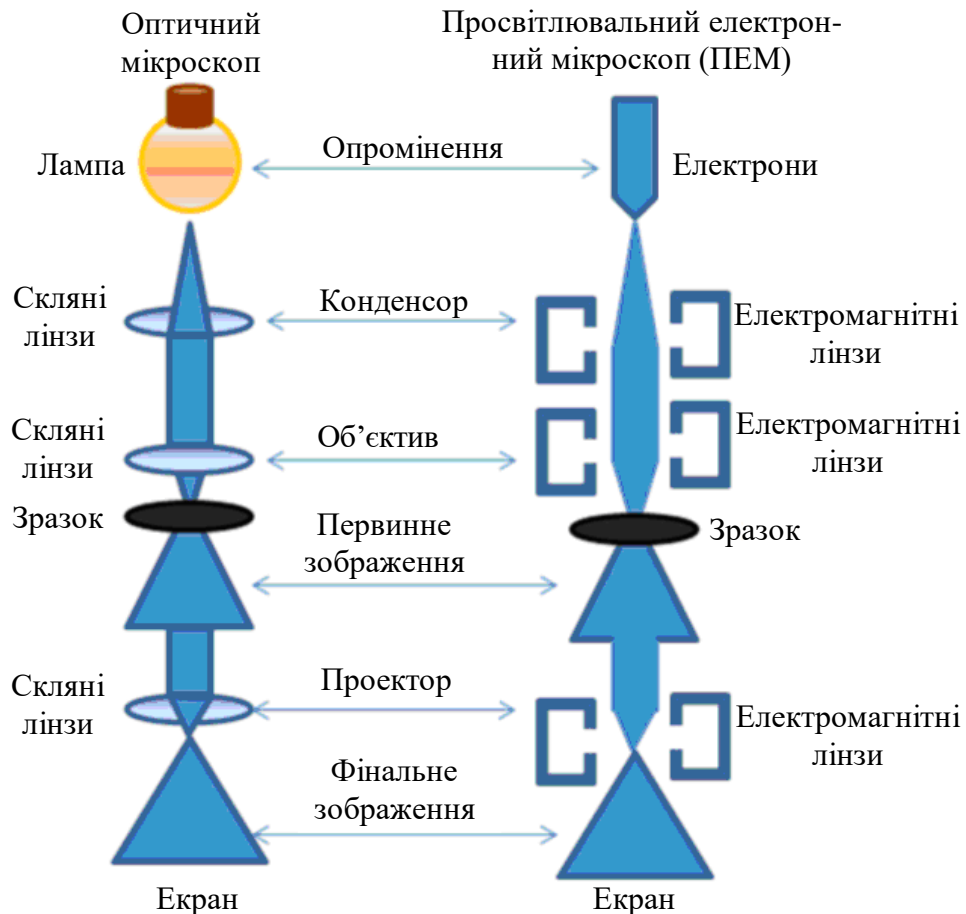 Оптичний
мікроскоп
Просвітлювальний електрон-
ний мікроскоп (ПЕМ)
Лампа
Опромінення
Електрони
Скляні
лінзи
Конденсор
Електромагнітні
лінзи
Скляні
лінзи
Об’єктив
Електромагнітні
лінзи
Зразок
Первинне
зображення
Зразок
Скляні
лінзи
Проектор
Електромагнітні
лінзи
Фінальне
зображення
Екран
Екран